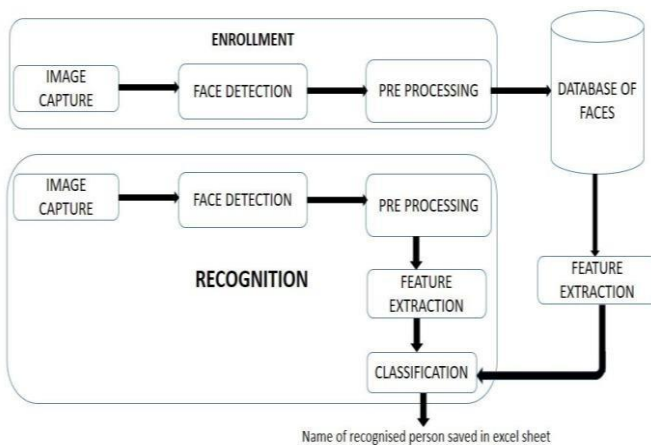 ENROLLMENT
IMAGE
CAPTURE
FACE DETECTION
PRE PROCESSING
DATABASE OF
FACES
IMAGE
CAPTURE
FACE DETECTION
PRE PROCESSING
RECOGNITION
FEATURE
EXTRACTION
FEATURE
EXTRACTION
CLASSIFICATION
Name of recognised person saved in excel sheet